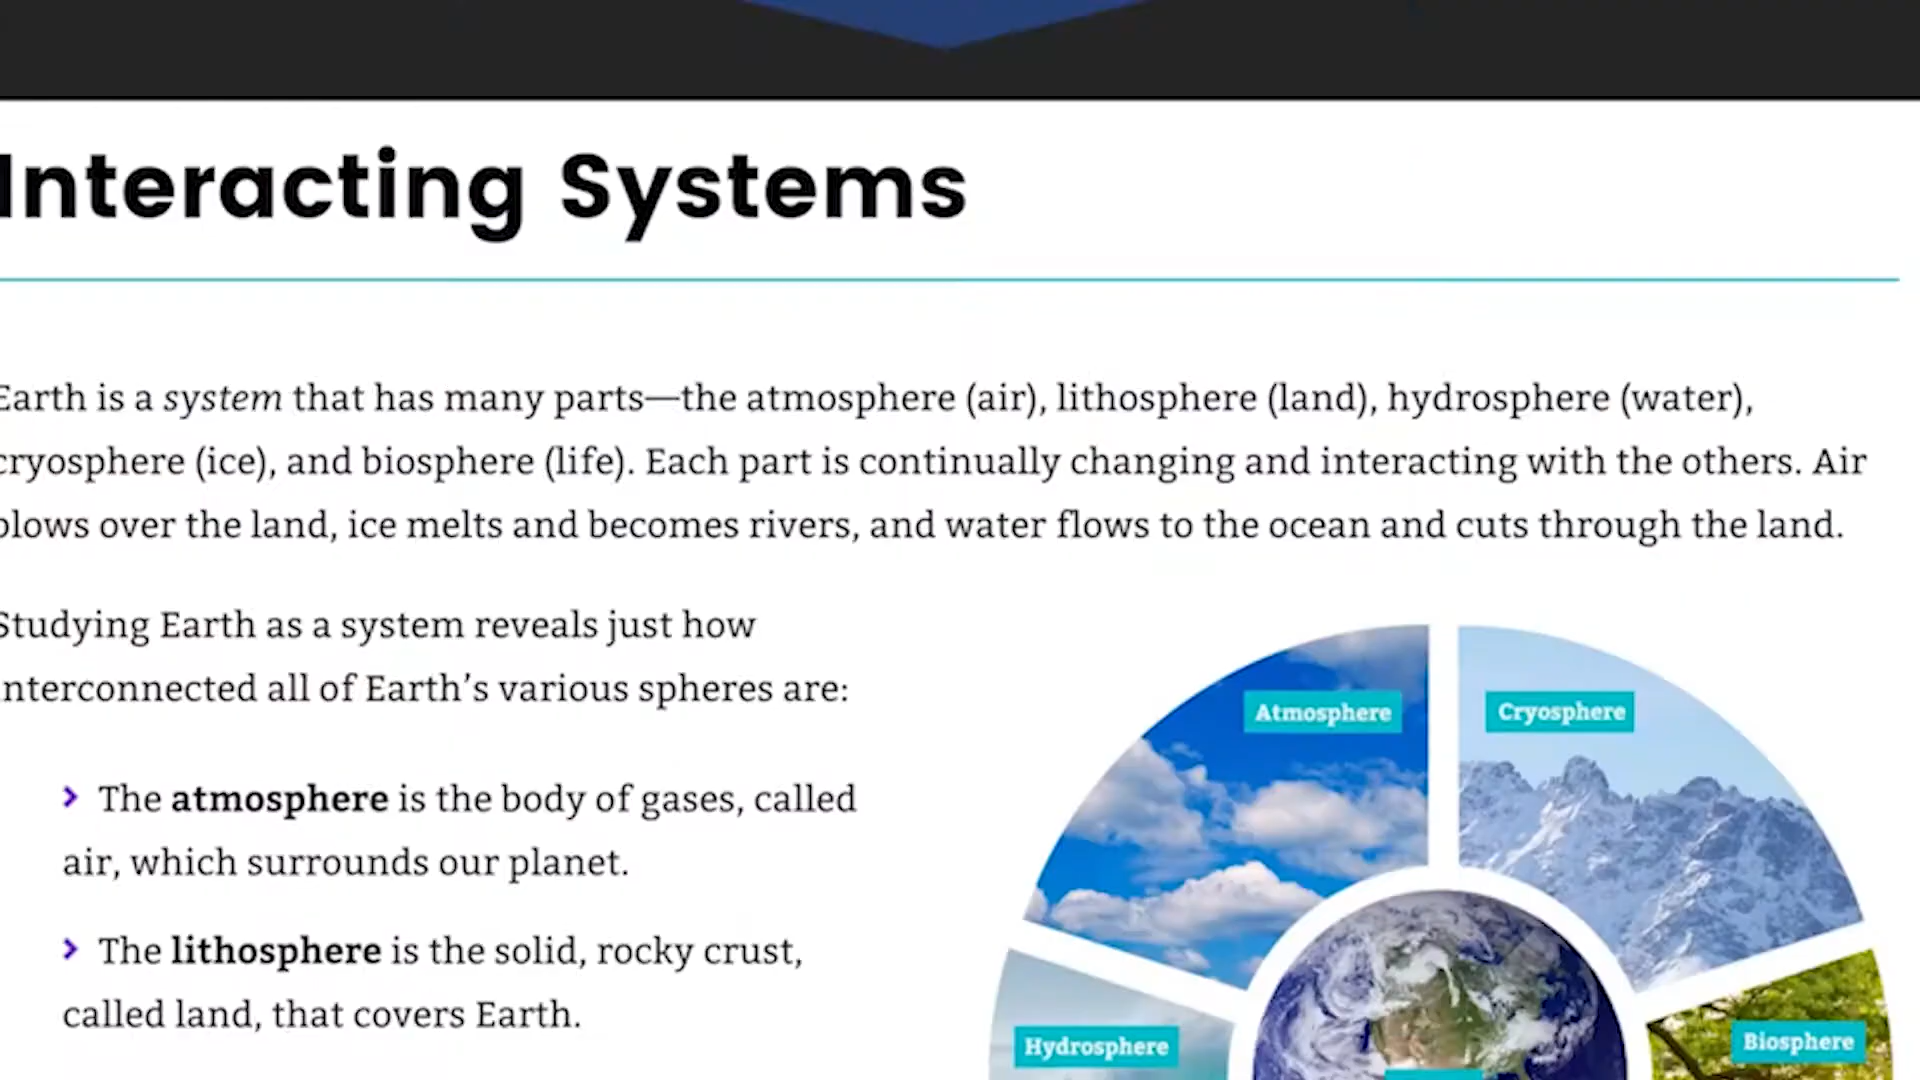 Interacting Systems
Earth is a system that has many parts—the atmosphere (air), lithosphere (land), hydrosphere (water),
cryosphere (ice), and biosphere (life). Each part is continually changing and interacting with the others. Air
blows over the land, ice melts and becomes rivers, and water flows to the ocean and cuts through the land.
Studying Earth as a system reveals just how
interconnected all of Earth’s various spheres are:
The atmosphere is the body of gases, called
air, which surrounds our planet.
The lithosphere is the solid, rocky crust,
called land, that covers Earth.
Atmosphere
Cryosphere
Hydrosphere
Biosphere